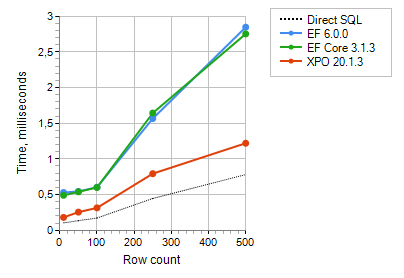 3
2,5
2
1,5
1
0,5
0
0
100
200
300
400
500
Time, milliseconds
Row count
Direct SQL
EF 6.0.0
EF Core 3.1.3
XPO 20.1.3